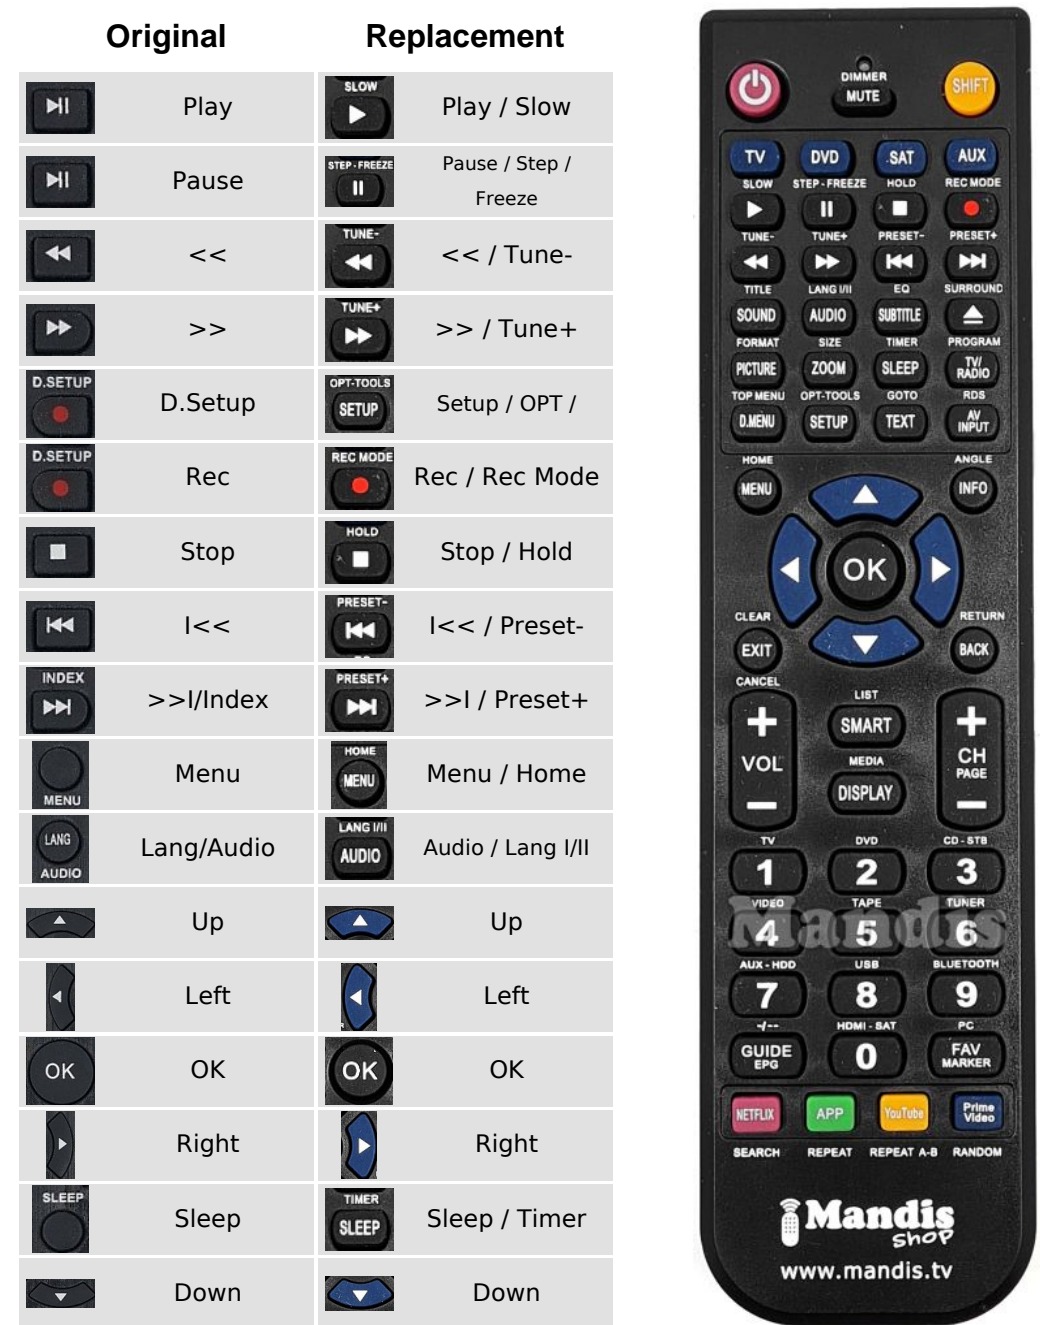 Original Replacement
Play SLOW Play / Slow
Pause STEP-FREEZE Pause / Step /
Freeze
<< TUNE- << / Tune-
>> TUNE+ >> / Tune+
D.SETUP D.Setup OPT-TOOLS SETUP Setup / OPT /
D.SETUP Rec REC MODE Rec / Rec Mode
Stop HOLD Stop / Hold
I<< PRESET- I<< / Preset-
INDEX >>I/Index PRESET+ >>I / Preset+
MENU Menu HOME MENU Menu / Home
LANG AUDIO Lang/Audio LANG I/II AUDIO Audio / Lang I/II
Up Up
Left Left
OK OK OK OK
Right Right
SLEEP Sleep TIMER SLEEP Sleep / Timer
Down Down
DIMMER
MUTE SHIFT
TV DVD SAT AUX
SLOW STEP-FREEZE HOLD REC MODE
TUNE- TUNE+ PRESET- PRESET+
TITLE LANG I/II EQ SURROUND
SOUND AUDIO SUBTITLE
FORMAT SIZE TIMER PROGRAM
PICTURE ZOOM SLEEP TV/
RADIO
TOP MENU OPT-TOOLS GOTO RDS
D.MENU SETUP TEXT AV
INPUT
HOME ANGLE
MENU INFO
OK
CLEAR RETURN
EXIT BACK
CANCEL
LIST
+ SMART +
VOL MEDIA CH
PAGE
- DISPLAY -
TV DVD CD-STB
1 2 3
VIDEO TAPE TUNER
Mandis
4 5 6
AUX-HDD USB BLUETOOTH
7 8 9
-/-- HDMI-SAT PC
GUIDE 0 FAV
EPG MARKER
NETFLIX APP YouTube Prime
Video
SEARCH REPEAT REPEAT A-B RANDOM
Mandis
shop
www.mandis.tv